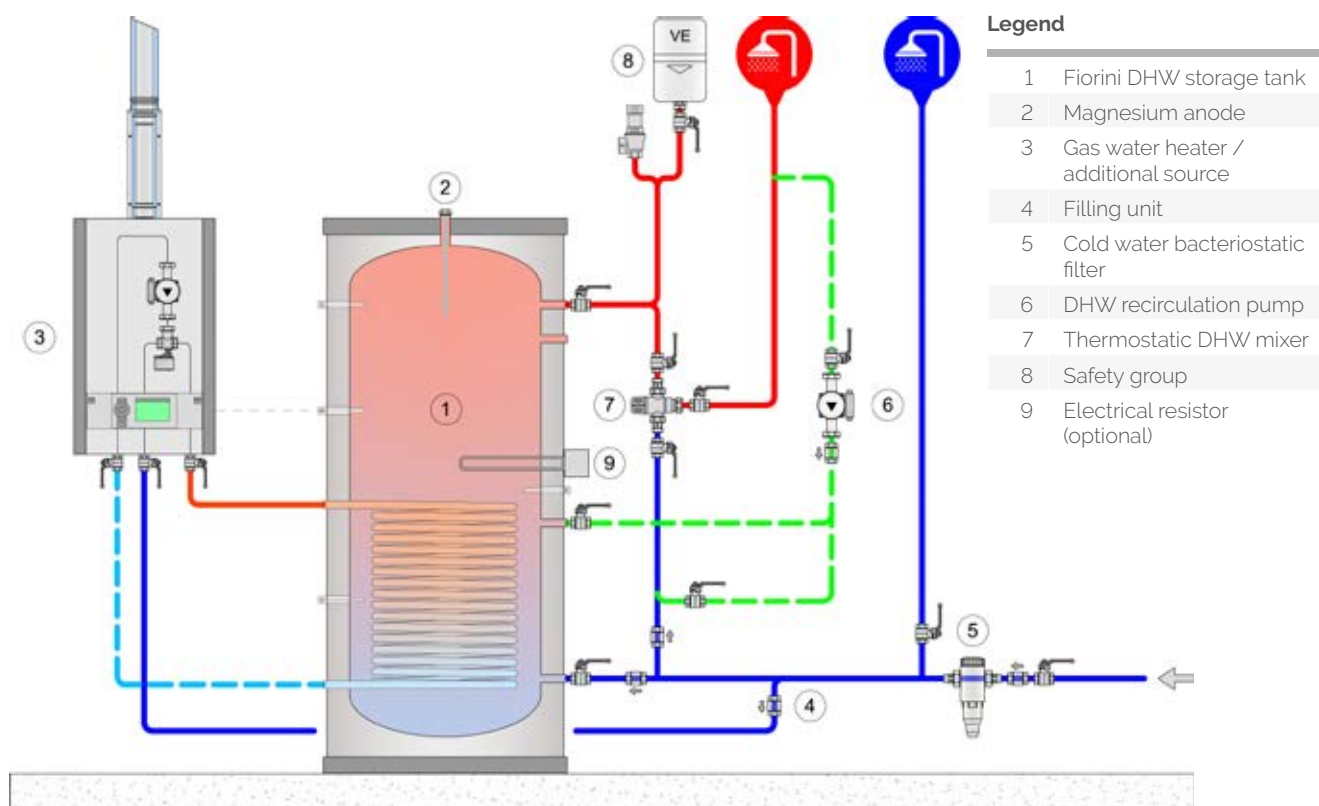 VE
8
2
3
1
7
6
9
5
4
Legend
1 Fiorini DHW storage tank
2 Magnesium anode
3 Gas water heater /
additional source
4 Filling unit
5 Cold water bacteriostatic
filter
6 DHW recirculation pump
7 Thermostatic DHW mixer
8 Safety group
9 Electrical resistor
(optional)